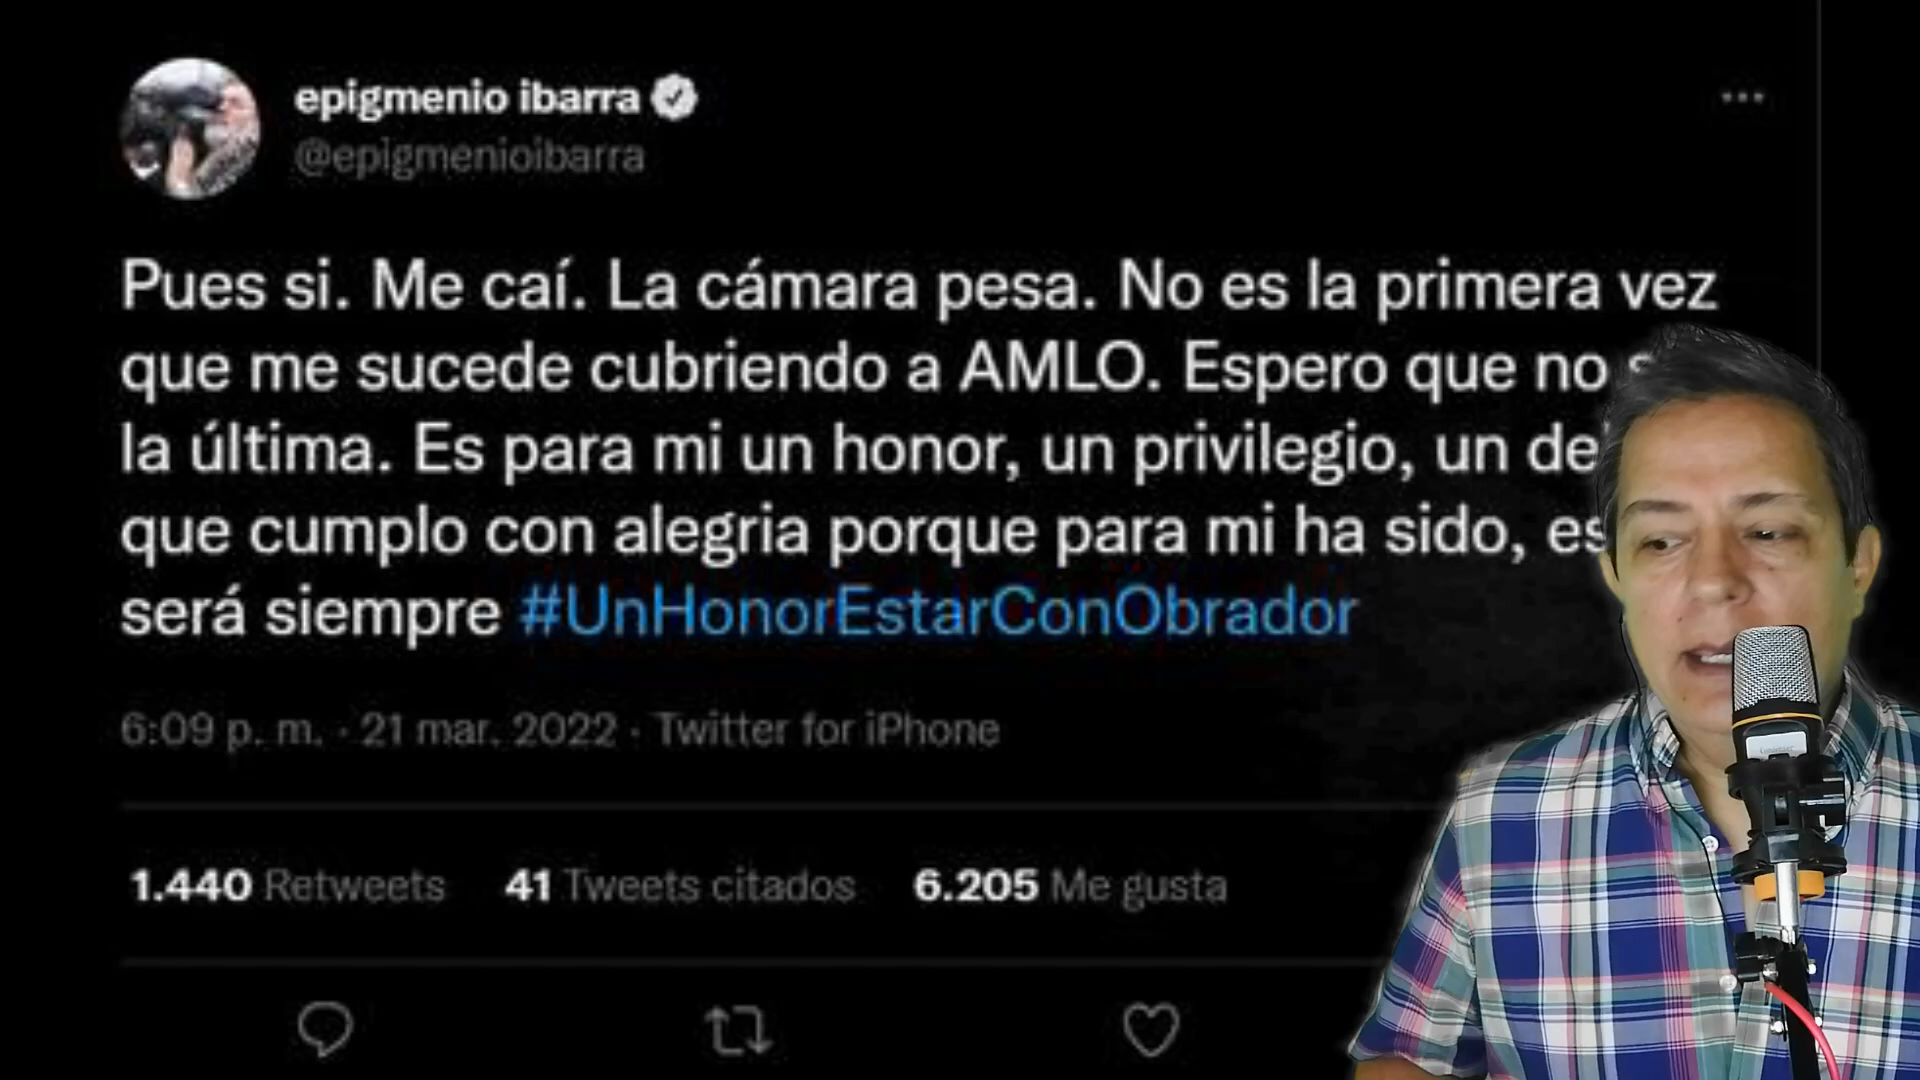 epigmenio ibarra
@epigmenioibarra
Pues si. Me caí. La cámara pesa. No es la primera vez
que me sucede cubriendo a AMLO. Espero que no
la última. Es para mi un honor, un privilegio, un
que cumplo con alegria porque para mi ha sido,
será siempre #UnHonorEstarConObrador
6:09 p. m. · 21 mar. 2022 · Twitter for iPhone
1.440 Retweets 41 Tweets citados 6.205 Me gusta